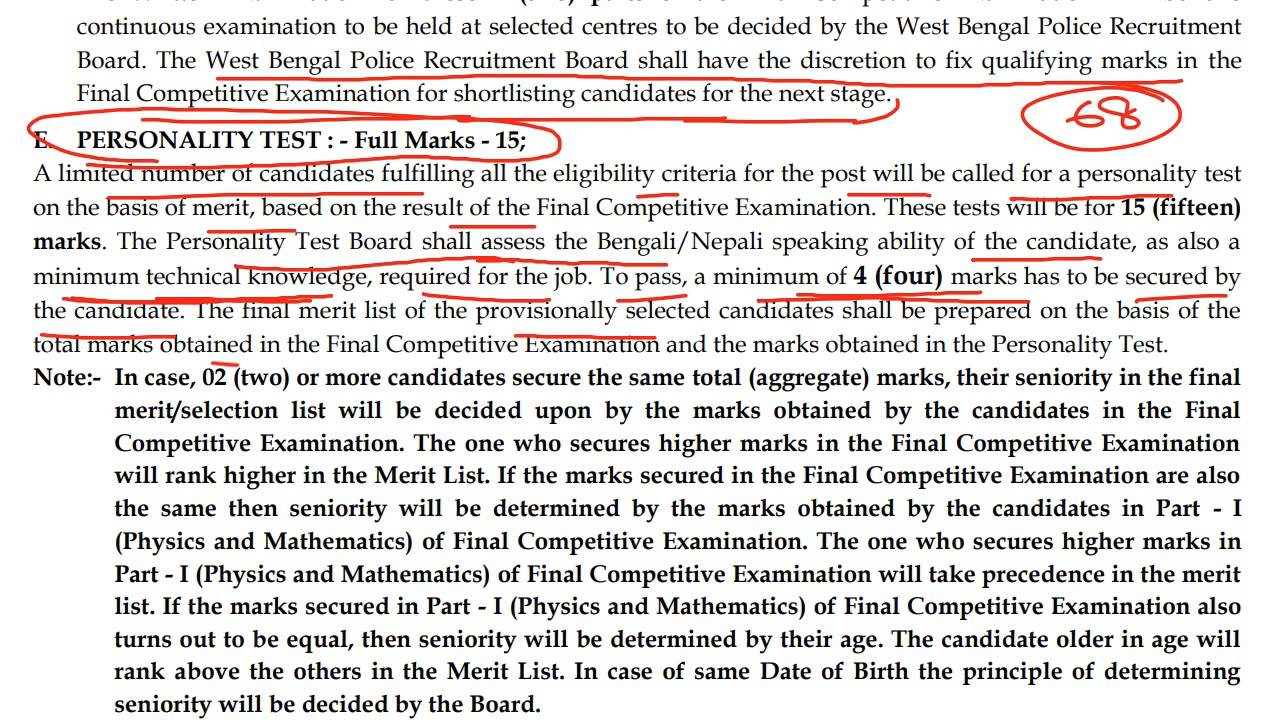 continuous examination to be held at selected centres to be decided by the West Bengal Police Recruitment
Board. The West Bengal Police Recruitment Board shall have the discretion to fix qualifying marks in the
Final Competitive Examination for shortlisting candidates for the next stage.
68
E. PERSONALITY TEST : - Full Marks - 15;
A limited number of candidates fulfilling all the eligibility criteria for the post will be called for a personality test
on the basis of merit, based on the result of the Final Competitive Examination. These tests will be for 15 (fifteen)
marks. The Personality Test Board shall assess the Bengali/Nepali speaking ability of the candidate, as also a
minimum technical knowledge, required for the job. To pass, a minimum of 4 (four) marks has to be secured by
the candidate. The final merit list of the provisionally selected candidates shall be prepared on the basis of the
total marks obtained in the Final Competitive Examination and the marks obtained in the Personality Test.
Note:- In case, 02 (two) or more candidates secure the same total (aggregate) marks, their seniority in the final
merit/selection list will be decided upon by the marks obtained by the candidates in the Final
Competitive Examination. The one who secures higher marks in the Final Competitive Examination
will rank higher in the Merit List. If the marks secured in the Final Competitive Examination are also
the same then seniority will be determined by the marks obtained by the candidates in Part - I
(Physics and Mathematics) of Final Competitive Examination. The one who secures higher marks in
Part - I (Physics and Mathematics) of Final Competitive Examination will take precedence in the merit
list. If the marks secured in Part - I (Physics and Mathematics) of Final Competitive Examination also
turns out to be equal, then seniority will be determined by their age. The candidate older in age will
rank above the others in the Merit List. In case of same Date of Birth the principle of determining
seniority will be decided by the Board.